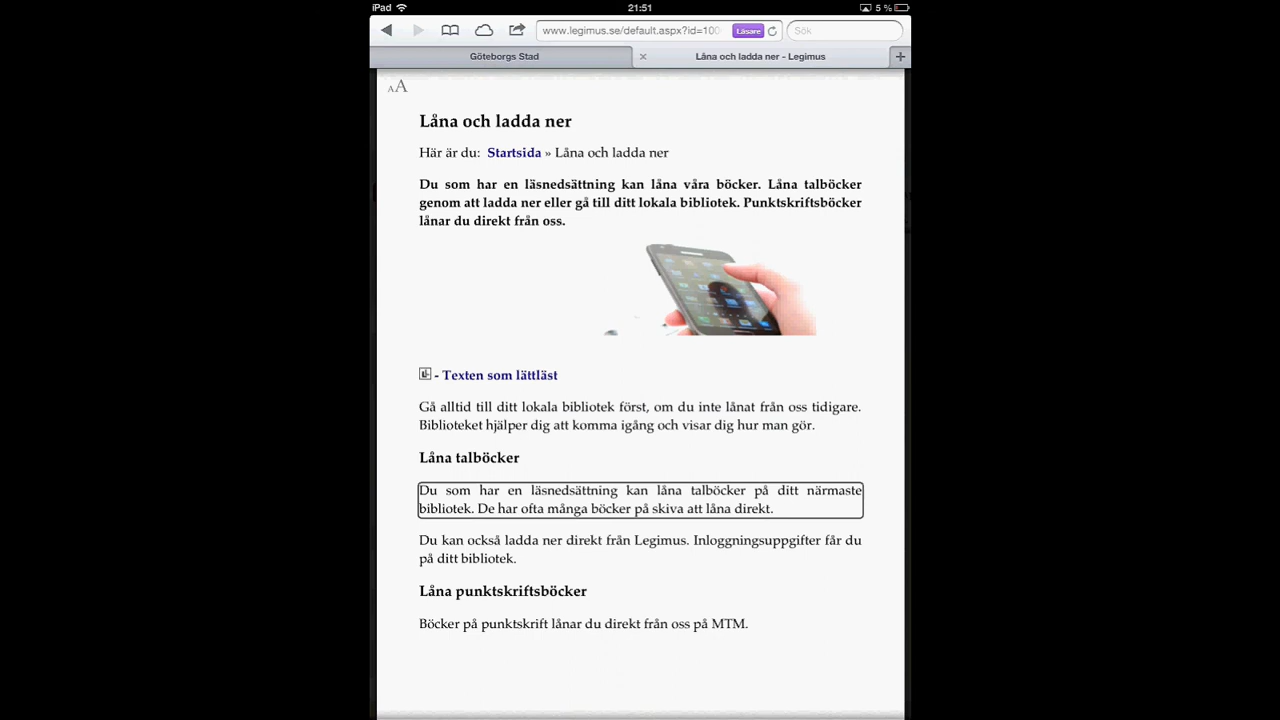 iPad 21:51 5 %
www.legimus.se/default.aspx?id=100 Läsare Sök
Göteborgs Stad Låna och ladda ner - Legimus
AA
Låna och ladda ner
Här är du: Startsida » Låna och ladda ner
Du som har en läsnedsättning kan låna våra böcker. Låna talböcker
genom att ladda ner eller gå till ditt lokala bibliotek. Punktskriftsböcker
lånar du direkt från oss.
- Texten som lättläst
Gå alltid till ditt lokala bibliotek först, om du inte lånat från oss tidigare.
Biblioteket hjälper dig att komma igång och visar dig hur man gör.
Låna talböcker
Du som har en läsnedsättning kan låna talböcker på ditt närmaste
bibliotek. De har ofta många böcker på skiva att låna direkt.
Du kan också ladda ner direkt från Legimus. Inloggningsuppgifter får du
på ditt bibliotek.
Låna punktskriftsböcker
Böcker på punktskrift lånar du direkt från oss på MTM.